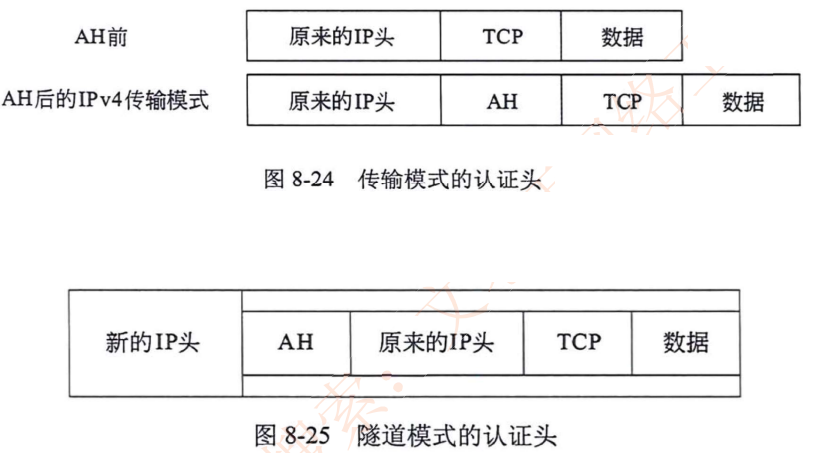 AH前 原来的IP头 TCP 数据
AH后的IPv4传输模式 原来的IP头 AH TCP 数据
图 8-24 传输模式的认证头
新的IP头 AH 原来的IP头 TCP 数据
图 8-25 隧道模式的认证头